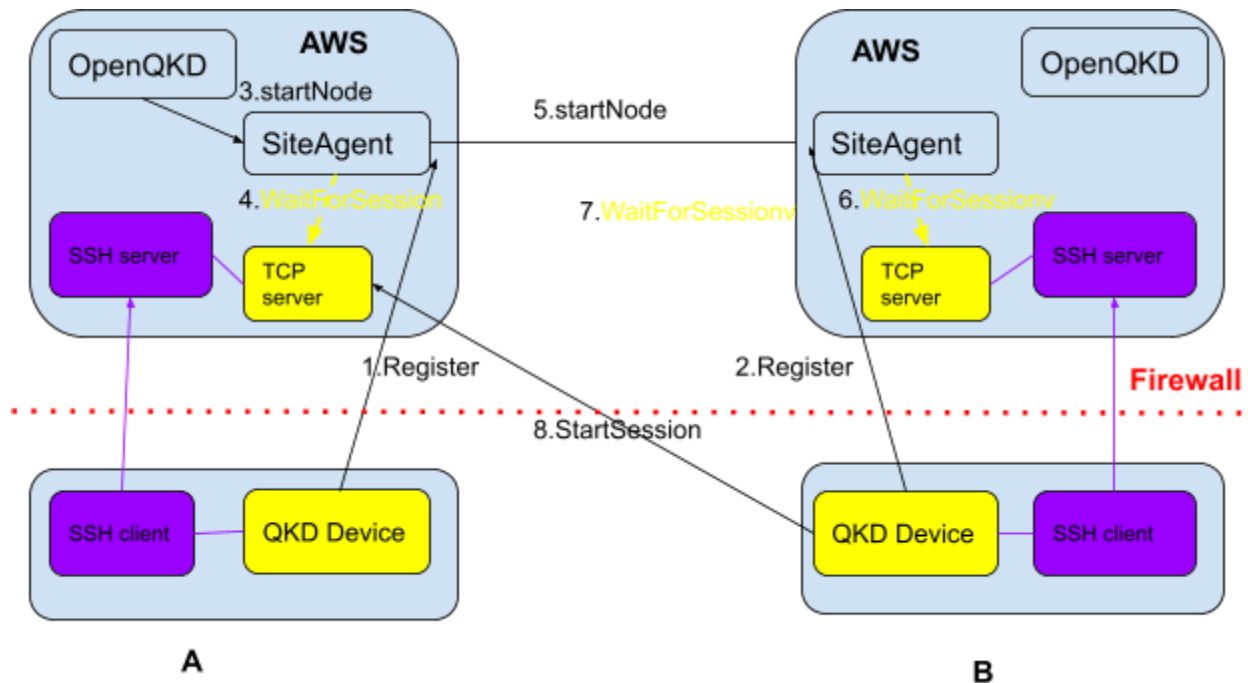 AWS
OpenQKD
3.startNode
SiteAgent
4.WaitForSession
SSH server
TCP
server
5.startNode
7.WaitForSessionv
AWS
OpenQKD
SiteAgent
6.WaitForSessionv
TCP
server
SSH server
1.Register
2.Register
Firewall
8.StartSession
SSH client
QKD Device
QKD Device
SSH client
A
B